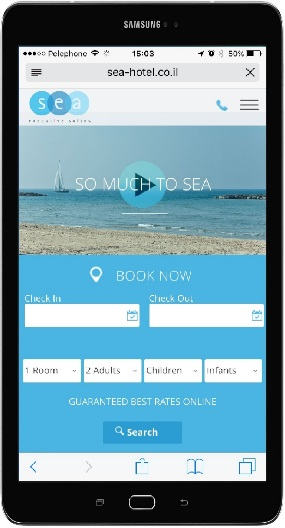 SAMSUNG
Pelephone 15:03 50%
sea-hotel.co.il
sea
SO MUCH TO SEA
BOOK NOW
Check In Check Out
1 Room 2 Adults Children Infants
GUARANTEED BEST RATES ONLINE
Search